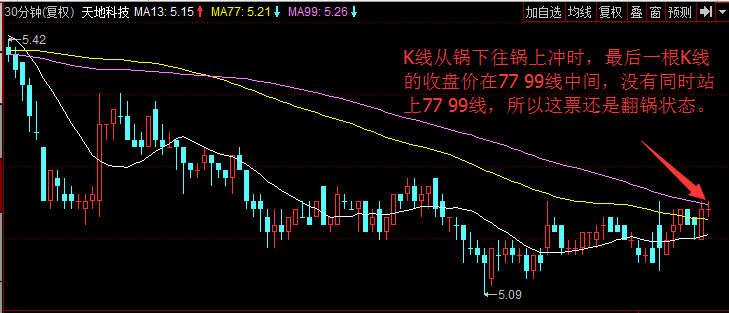 30分钟(复权) 天地科技 MA13: 5.15 ↑ MA77: 5.21 ↓ MA99: 5.26 ↓ 加自选 均线 复权 叠 窗 预测
5.42
K线从锅下往锅上冲时，最后一根K线
的收盘价在77 99线中间，没有同时站
上77 99线，所以这票还是翻锅状态。
5.09